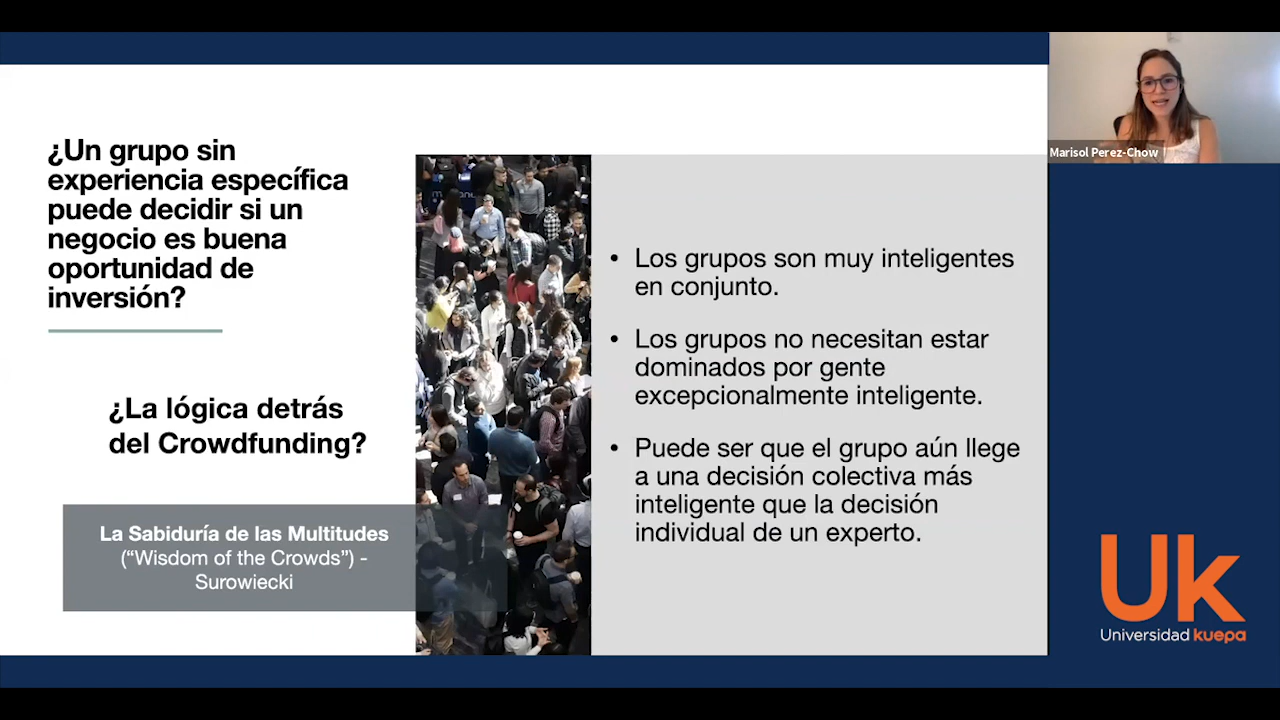 ¿Un grupo sin
experiencia específica
puede decidir si un
negocio es buena
oportunidad de
inversión?
¿La lógica detrás
del Crowdfunding?
La Sabiduría de las Multitudes
(“Wisdom of the Crowds”) -
Surowiecki
• Los grupos son muy inteligentes
en conjunto.
• Los grupos no necesitan estar
dominados por gente
excepcionalmente inteligente.
• Puede ser que el grupo aún llege
a una decisión colectiva más
inteligente que la decisión
individual de un experto.
Marisol Perez-Chow
Uk
Universidad kuepa